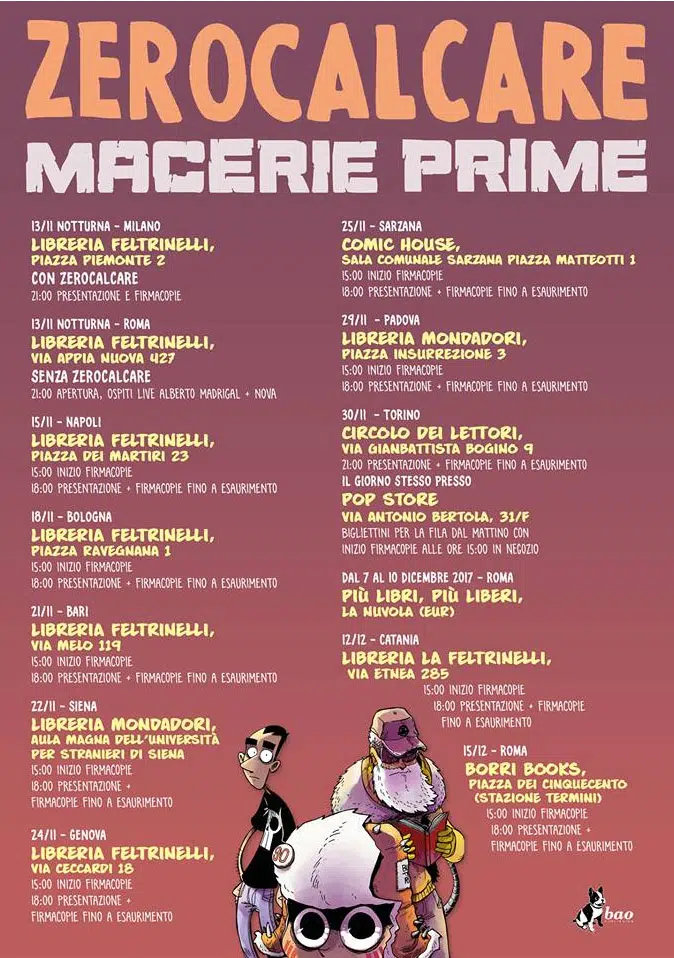 ZEROCALCARE
MACERIE PRIME
13/11 NOTTURNA – MILANO
LIBRERIA FELTRINELLI,
PIAZZA PIEMONTE 2
CON ZEROCALCARE
21:00 PRESENTAZIONE E FIRMACOPIE
13/11 NOTTURNA – ROMA
LIBRERIA FELTRINELLI,
VIA APPIA NUOVA 427
SENZA ZEROCALCARE
21:00 APERTURA, OSPITI LIVE ALBERTO MADRIGAL + NOVA
15/11 – NAPOLI
LIBRERIA FELTRINELLI,
PIAZZA DEI MARTIRI 23
15:00 INIZIO FIRMACOPIE
18:00 PRESENTAZIONE + FIRMACOPIE FINO A ESAURIMENTO
18/11 – BOLOGNA
LIBRERIA FELTRINELLI,
PIAZZA RAVEGNANA 1
15:00 INIZIO FIRMACOPIE
18:00 PRESENTAZIONE + FIRMACOPIE FINO A ESAURIMENTO
21/11 – BARI
LIBRERIA FELTRINELLI,
VIA MELO 119
15:00 INIZIO FIRMACOPIE
18:00 PRESENTAZIONE + FIRMACOPIE FINO A ESAURIMENTO
22/11 – SIENA
LIBRERIA MONDADORI,
AULA MAGNA DELL'UNIVERSITÀ
PER STRANIERI DI SIENA
15:00 INIZIO FIRMACOPIE
18:00 PRESENTAZIONE +
FIRMACOPIE FINO A ESAURIMENTO
24/11 – GENOVA
LIBRERIA FELTRINELLI,
VIA CECCARDI 18
15:00 INIZIO FIRMACOPIE
18:00 PRESENTAZIONE +
FIRMACOPIE FINO A ESAURIMENTO
25/11 – SARZANA
COMIC HOUSE,
SALA COMUNALE SARZANA PIAZZA MATTEOTTI 1
15:00 INIZIO FIRMACOPIE
18:00 PRESENTAZIONE + FIRMACOPIE FINO A ESAURIMENTO
29/11 – PADOVA
LIBRERIA MONDADORI,
PIAZZA INSURREZIONE 3
15:00 INIZIO FIRMACOPIE
18:00 PRESENTAZIONE + FIRMACOPIE FINO A ESAURIMENTO
30/11 – TORINO
CIRCOLO DEI LETTORI,
VIA GIANBATTISTA BOGINO 9
21:00 PRESENTAZIONE + FIRMACOPIE FINO A ESAURIMENTO
IL GIORNO STESSO PRESSO
POP STORE
VIA ANTONIO BERTOLA, 31/F
BIGLIETTINI PER LA FILA DAL MATTINO CON
INIZIO FIRMACOPIE ALLE ORE 15:00 IN NEGOZIO
DAL 7 AL 10 DICEMBRE 2017 – ROMA
PIÙ LIBRI, PIÙ LIBERI,
LA NUVOLA (EUR)
12/12 – CATANIA
LIBRERIA LA FELTRINELLI,
VIA ETNEA 285
15:00 INIZIO FIRMACOPIE
18:00 PRESENTAZIONE + FIRMACOPIE
FINO A ESAURIMENTO
15/12 – ROMA
BORRI BOOKS,
PIAZZA DEI CINQUECENTO
(STAZIONE TERMINI)
15:00 INIZIO FIRMACOPIE
18:00 PRESENTAZIONE +
FIRMACOPIE FINO A ESAURIMENTO
bao